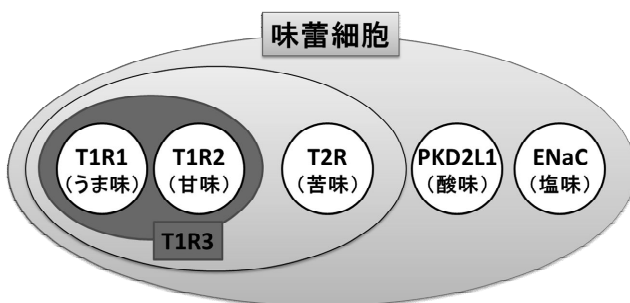 味蕾細胞
T1R1
(うま味)
T1R2
(甘味)
T2R
(苦味)
PKD2L1
(酸味)
ENaC
(塩味)
T1R3